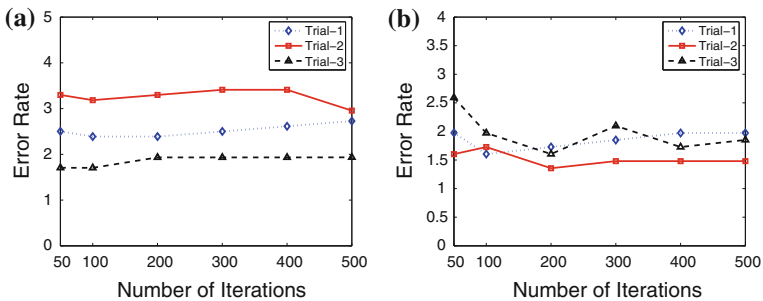 (a)
5
4
3
2
1
0
Error Rate
50 100 200 300 400 500
Number of Iterations
Trial-1
Trial-2
Trial-3
(b)
4
3.5
3
2.5
2
1.5
1
0.5
0
Error Rate
50 100 200 300 400 500
Number of Iterations
Trial-1
Trial-2
Trial-3